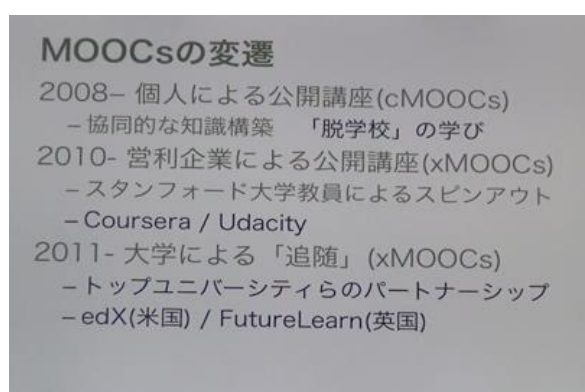 MOOCsの変遷
2008– 個人による公開講座(cMOOCs)
– 協同的な知識構築　「脱学校」の学び
2010- 営利企業による公開講座(xMOOCs)
– スタンフォード大学教員によるスピンアウト
– Coursera / Udacity
2011- 大学による「追随」(xMOOCs)
– トップユニバーシティらのパートナーシップ
– edX(米国) / FutureLearn(英国)